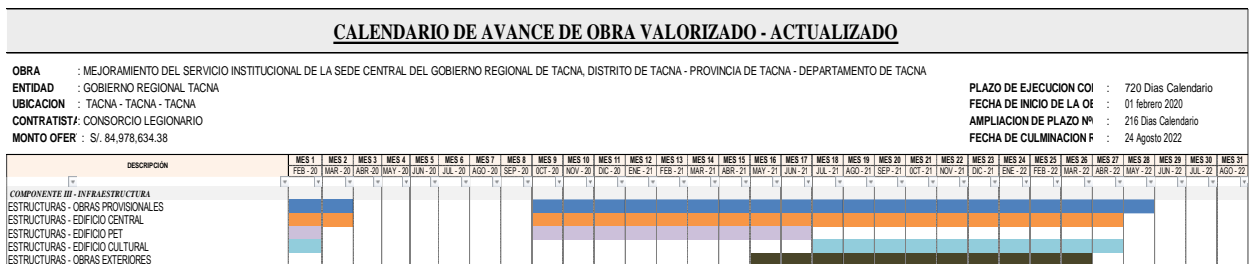 CALENDARIO DE AVANCE DE OBRA VALORIZADO - ACTUALIZADO
OBRA : MEJORAMIENTO DEL SERVICIO INSTITUCIONAL DE LA SEDE CENTRAL DEL GOBIERNO REGIONAL DE TACNA, DISTRITO DE TACNA - PROVINCIA DE TACNA - DEPARTAMENTO DE TACNA
ENTIDAD : GOBIERNO REGIONAL TACNA
UBICACION : TACNA - TACNA - TACNA
CONTRATISTA: CONSORCIO LEGIONARIO
MONTO OFER : S/. 84,978,634.38
PLAZO DE EJECUCION CO : 720 Dias Calendario
FECHA DE INICIO DE LA OB : 01 febrero 2020
AMPLIACION DE PLAZO Nº : 216 Dias Calendario
FECHA DE CULMINACION R : 24 Agosto 2022
DESCRIPCIÓN
MES 1 MES 2 MES 3 MES 4 MES 5 MES 6 MES 7 MES 8 MES 9 MES 10 MES 11 MES 12 MES 13 MES 14 MES 15 MES 16 MES 17 MES 18 MES 19 MES 20 MES 21 MES 22 MES 23 MES 24 MES 25 MES 26 MES 27 MES 28 MES 29 MES 30 MES 31
FEB - 20 MAR - 20 ABR -20 MAY - 20 JUN - 20 JUL - 20 AGO - 20 SEP - 20 0CT - 20 NOV - 20 DIC - 20 ENE - 21 FEB - 21 MAR - 21 ABR - 21 MAY - 21 JUN - 21 JUL - 21 AGO - 21 SEP - 21 0CT - 21 NOV - 21 DIC - 21 ENE - 22 FEB - 22 MAR - 22 ABR - 22 MAY - 22 JUN - 22 JUL - 22 AGO - 22
COMPONENTE III - INFRAESTRUCTURA
ESTRUCTURAS - OBRAS PROVISIONALES
ESTRUCTURAS - EDIFICIO CENTRAL
ESTRUCTURAS - EDIFICIO PET
ESTRUCTURAS - EDIFICIO CULTURAL
ESTRUCTURAS - OBRAS EXTERIORES